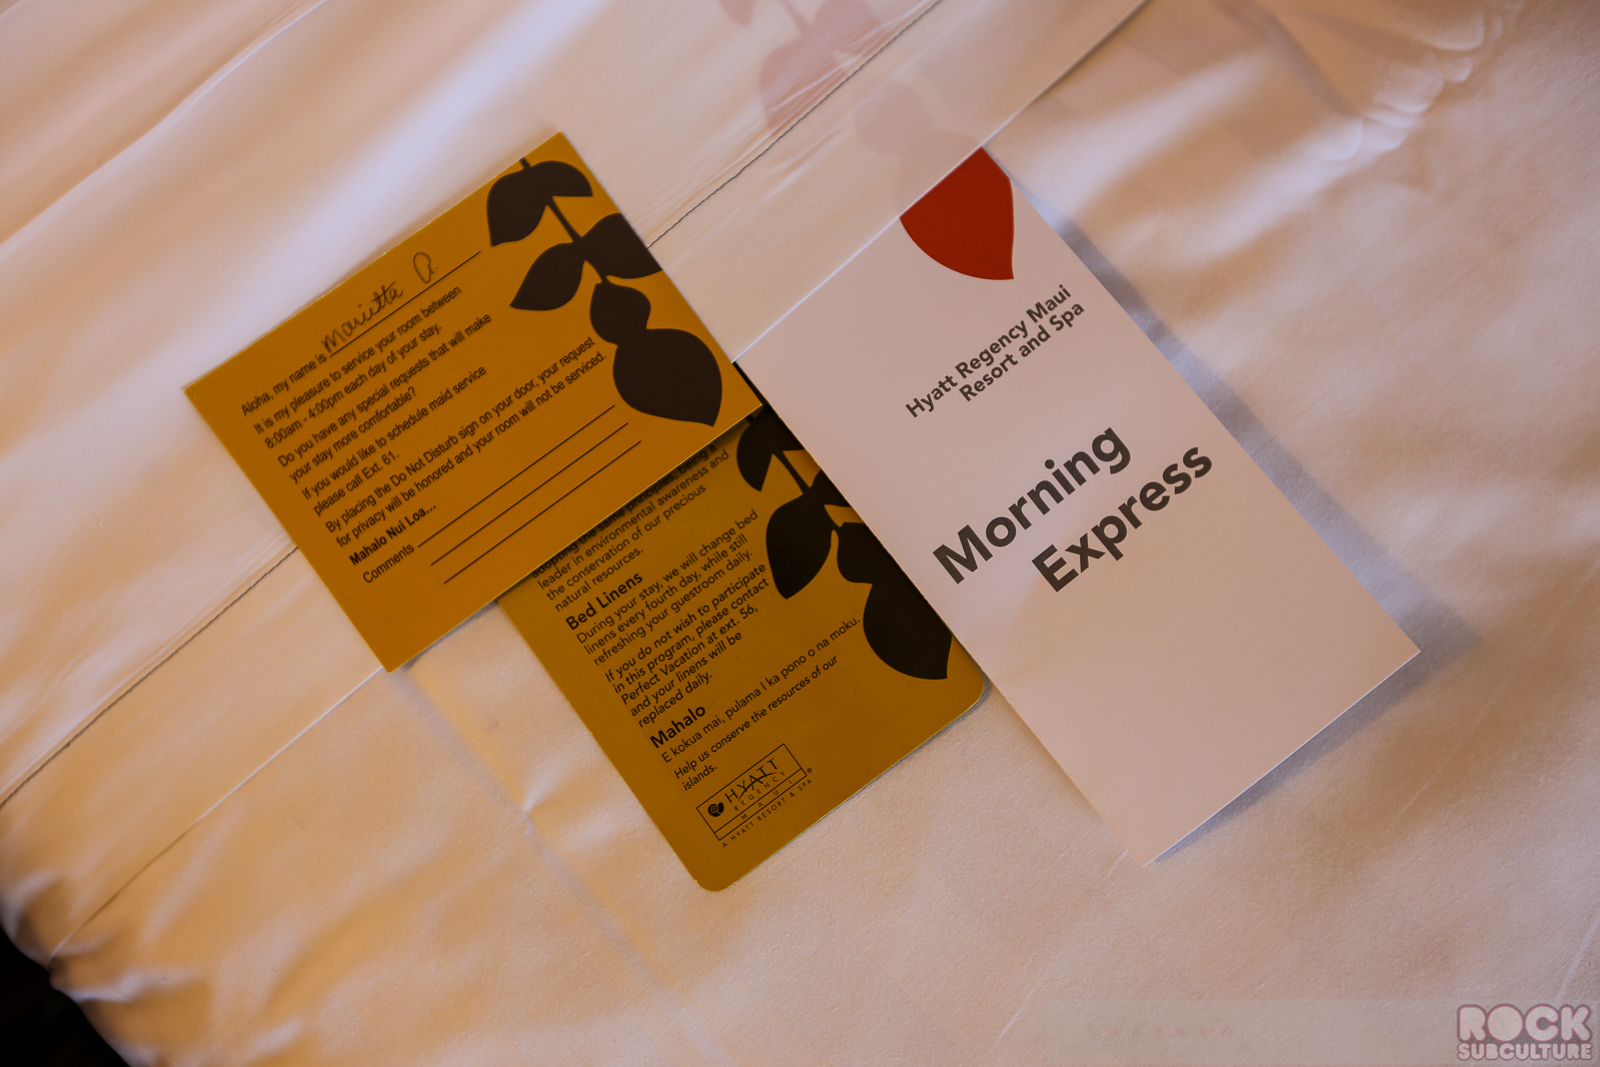 Aloha, my name is Mariette A.
It is my pleasure to service your room between
8:00am - 4:00pm each day of your stay.
Do you have any special requests that will make
your stay more comfortable?
If you would like to schedule maid service
please call Ext. 61.
By placing the Do Not Disturb sign on your door, your request
for privacy will be honored and your room will not be serviced.
Mahalo Nui Loa...
Comments
adopting the same principles, being a
leader in environmental awareness and
the conservation of our precious
natural resources.
Bed Linens
During your stay, we will change bed
linens every fourth day, while still
refreshing your guestroom daily.
If you do not wish to participate
in this program, please contact
Perfect Vacation at ext. 56,
and your linens will be
replaced daily.
Mahalo
E kokua mai, pulama I ka pono o na moku.
Help us conserve the resources of our
islands.
HYATT
REGENCY
MAUI
A HYATT RESORT & SPA
Hyatt Regency Maui
Resort and Spa
Morning
Express
ROCK
SUBCULTURE